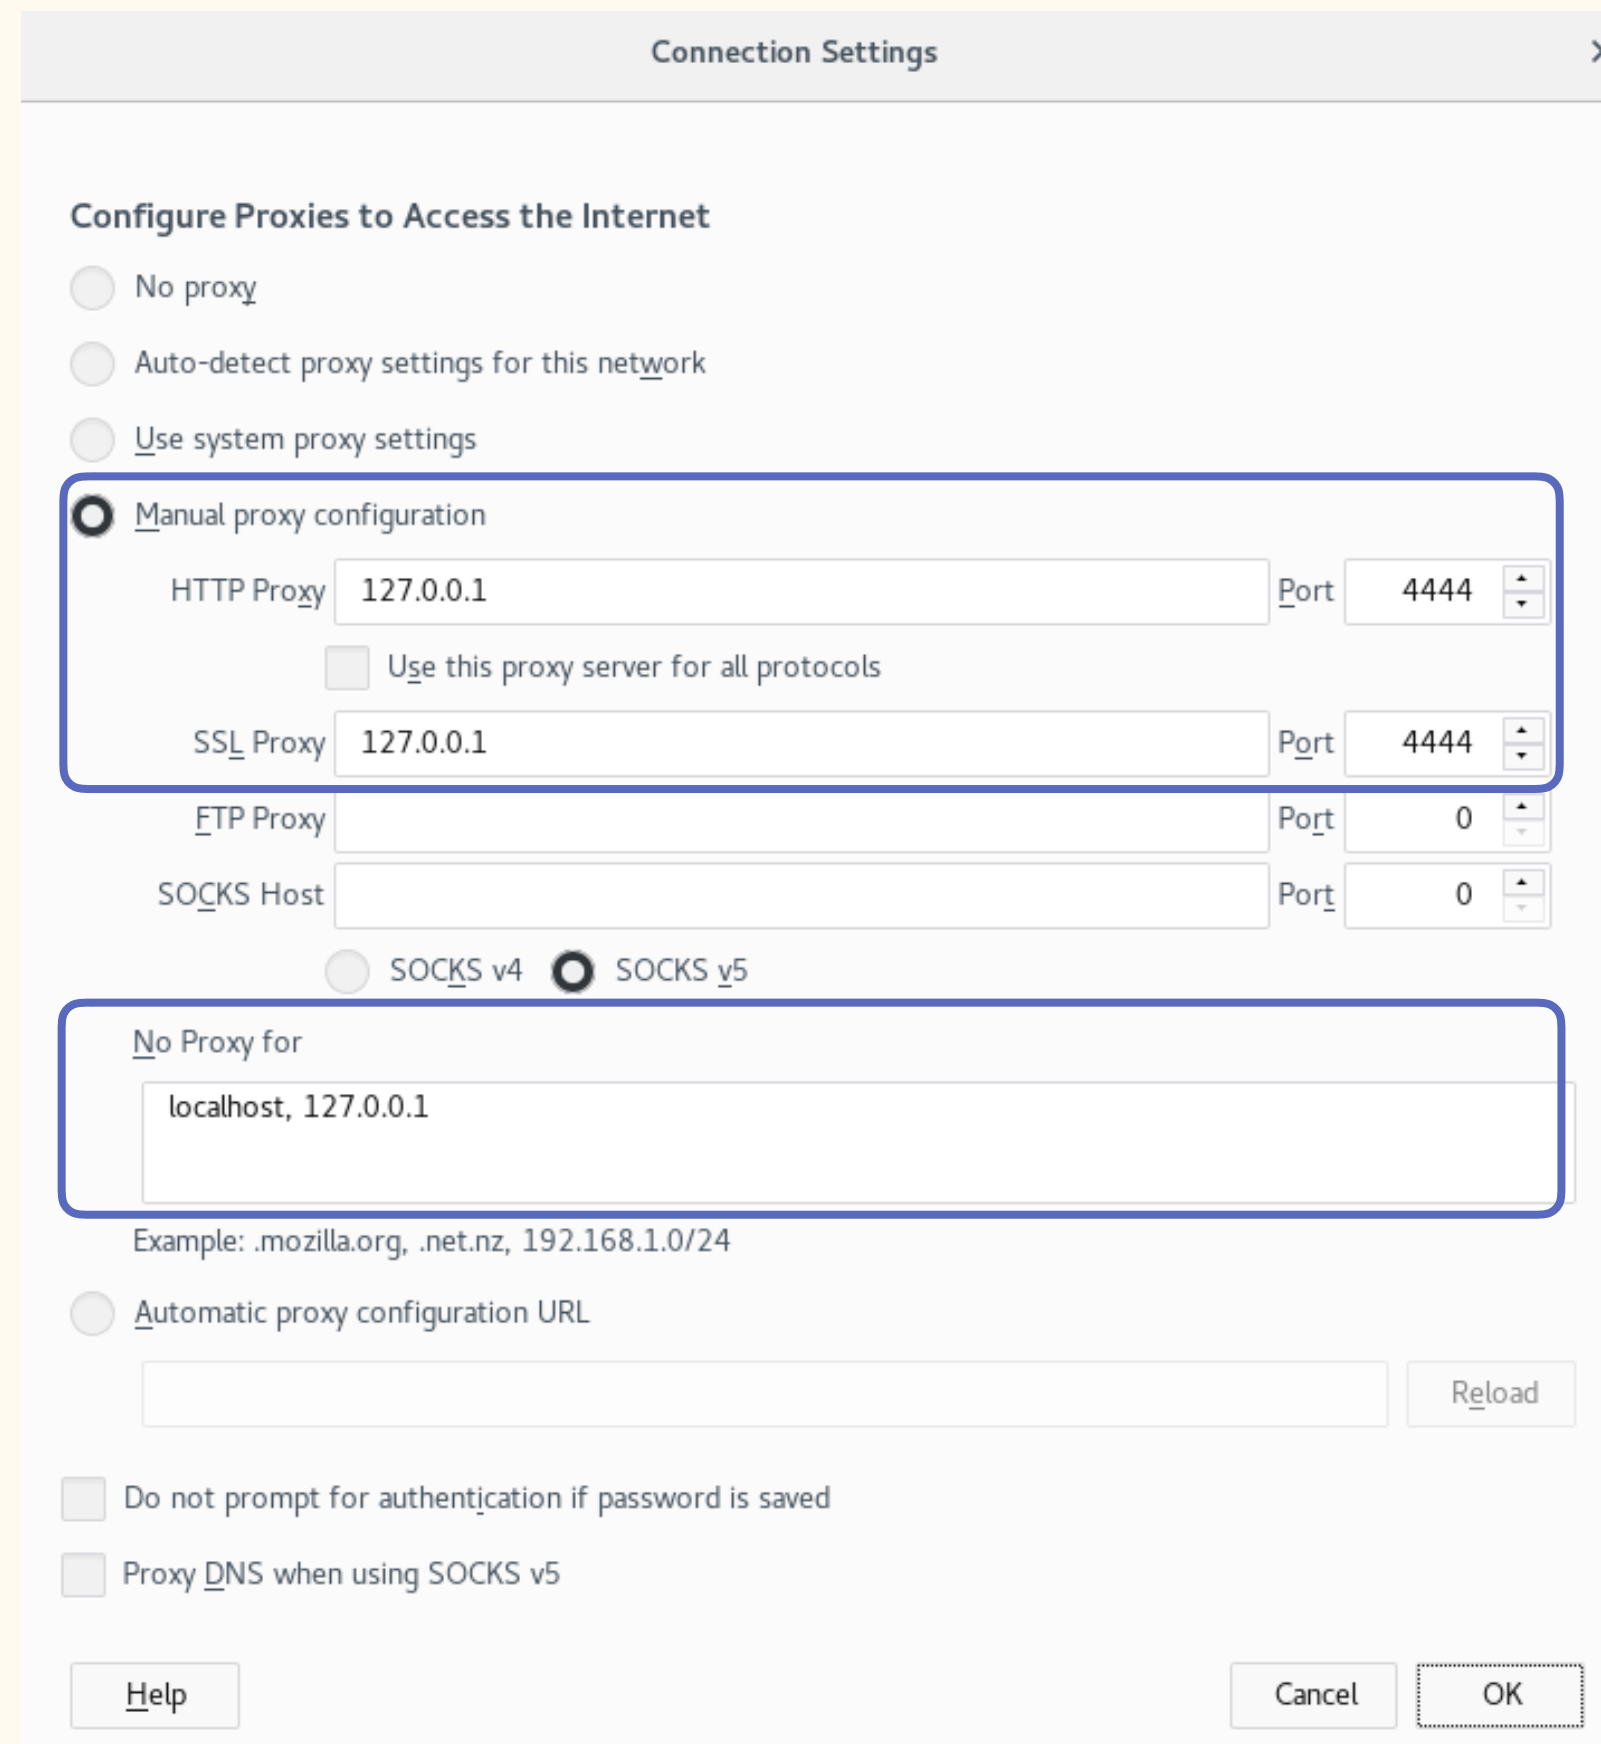 Connection Settings
Configure Proxies to Access the Internet
No proxy
Auto-detect proxy settings for this network
Use system proxy settings
Manual proxy configuration
HTTP Proxy 127.0.0.1 Port 4444
Use this proxy server for all protocols
SSL Proxy 127.0.0.1 Port 4444
FTP Proxy Port 0
SOCKS Host Port 0
SOCKS v4 SOCKS v5
No Proxy for
localhost, 127.0.0.1
Example: .mozilla.org, .net.nz, 192.168.1.0/24
Automatic proxy configuration URL
Reload
Do not prompt for authentication if password is saved
Proxy DNS when using SOCKS v5
Help Cancel OK